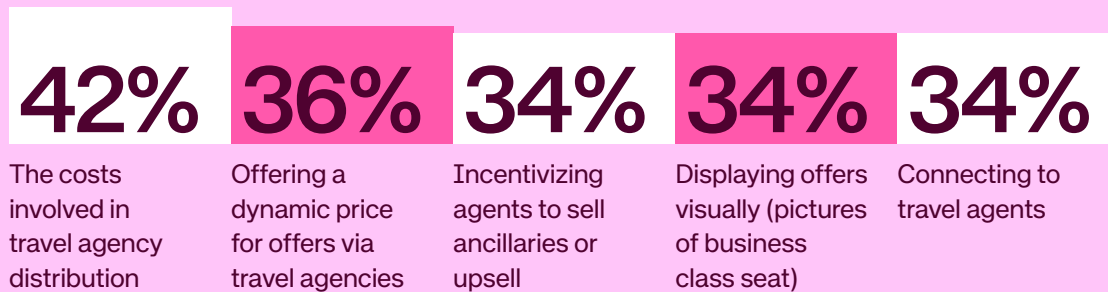 42%
The costs
involved in
travel agency
distribution
36%
Offering a
dynamic price
for offers via
travel agencies
34%
Incentivizing
agents to sell
ancillaries or
upsell
34%
Displaying offers
visually (pictures
of business
class seat)
34%
Connecting to
travel agents